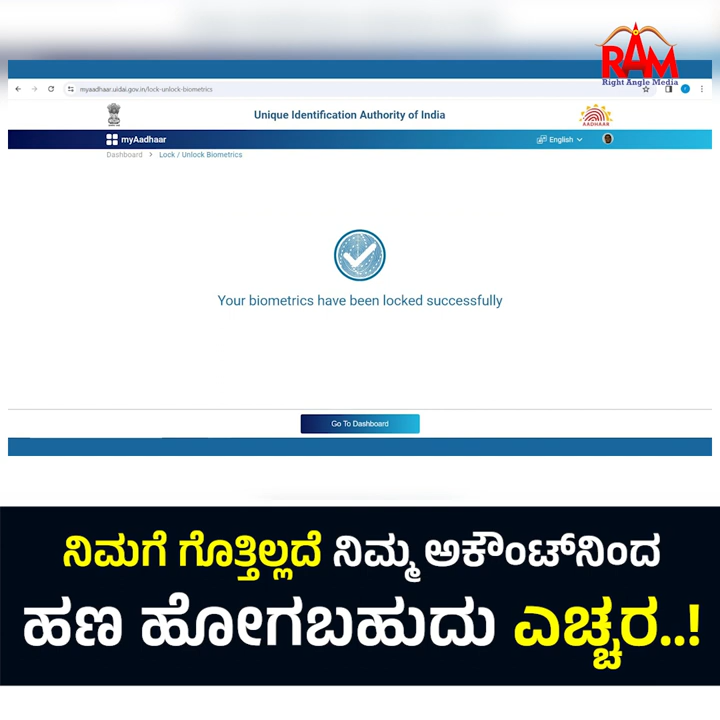 RAM
Right Angle Media
myaadhaar.uidai.gov.in/lock-unlock-biometrics
Unique Identification Authority of India
AADHAAR
myAadhaar
English
Dashboard > Lock / Unlock Biometrics
Your biometrics have been locked successfully
Go To Dashboard
ನಿಮಗೆ ಗೊತ್ತಿಲ್ಲದೆ ನಿಮ್ಮ ಅಕೌಂಟ್‌ನಿಂದ
ಹಣ ಹೋಗಬಹುದು ಎಚ್ಚರ..!